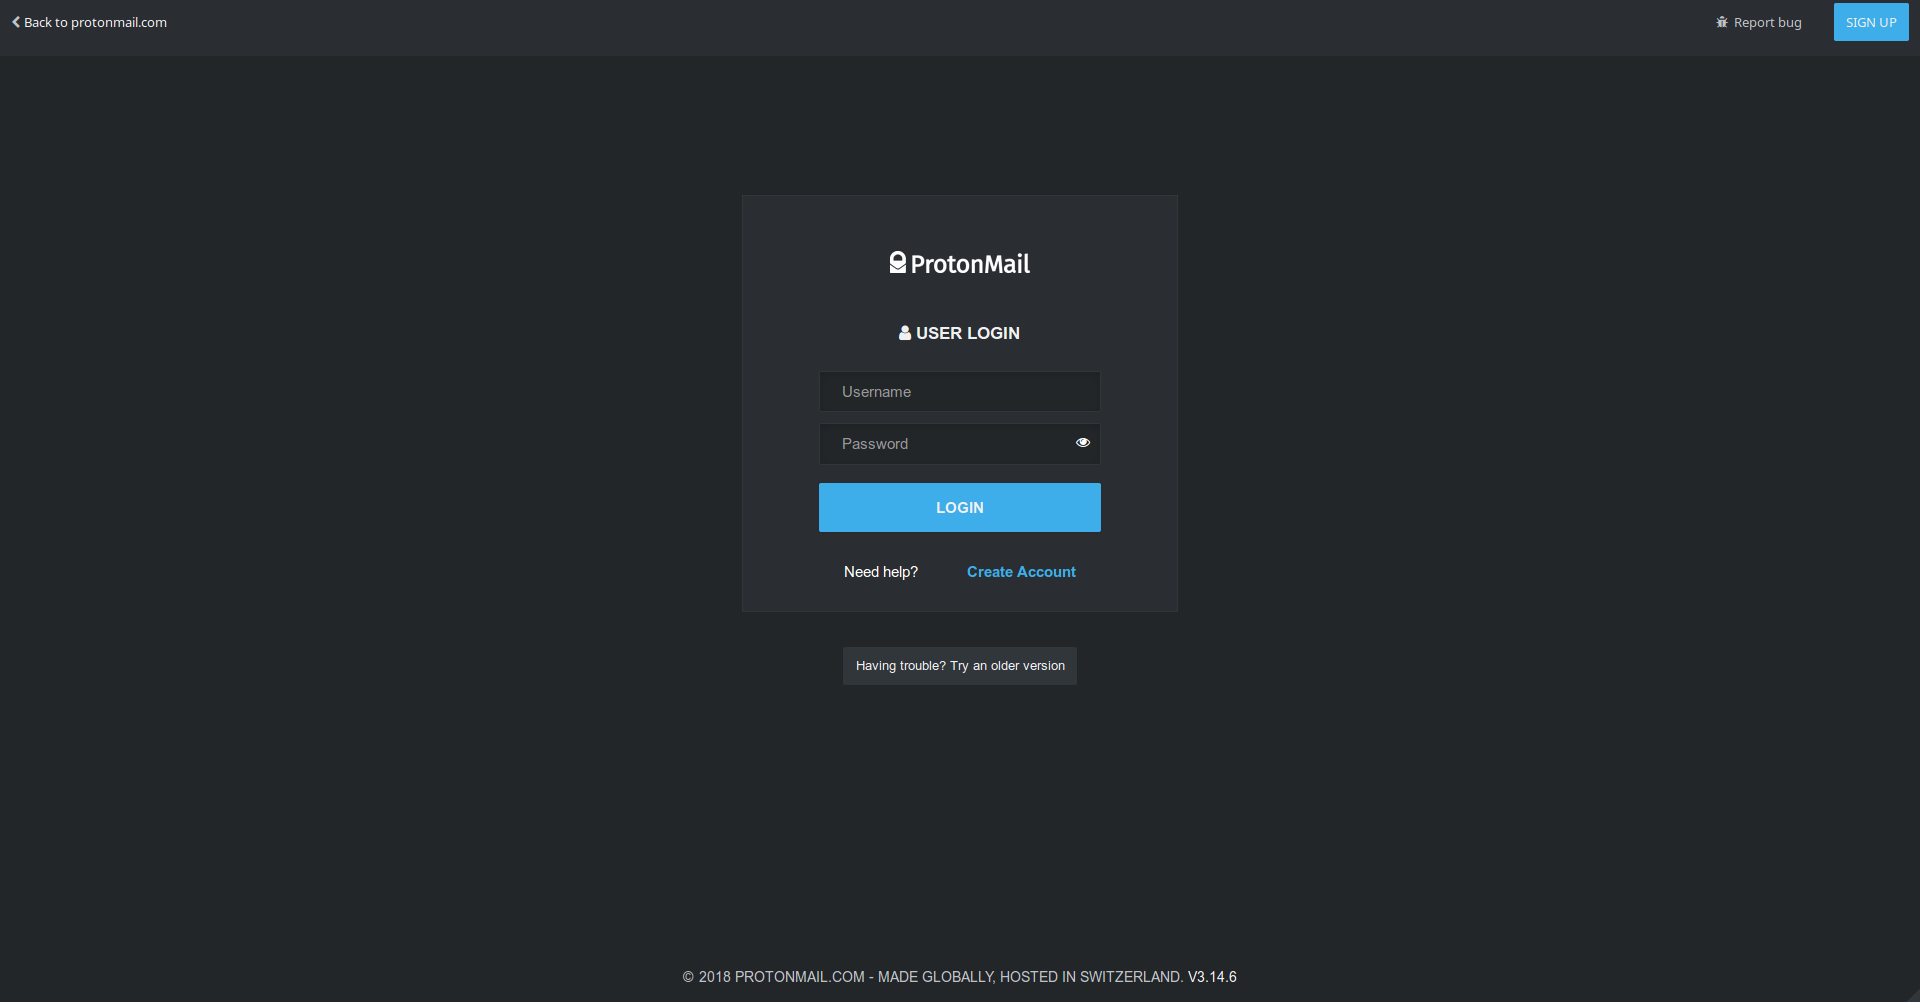 Back to protonmail.com
Report bug
SIGN UP
ProtonMail
USER LOGIN
Username
Password
LOGIN
Need help?
Create Account
Having trouble? Try an older version
© 2018 PROTONMAIL.COM - MADE GLOBALLY, HOSTED IN SWITZERLAND. V3.14.6